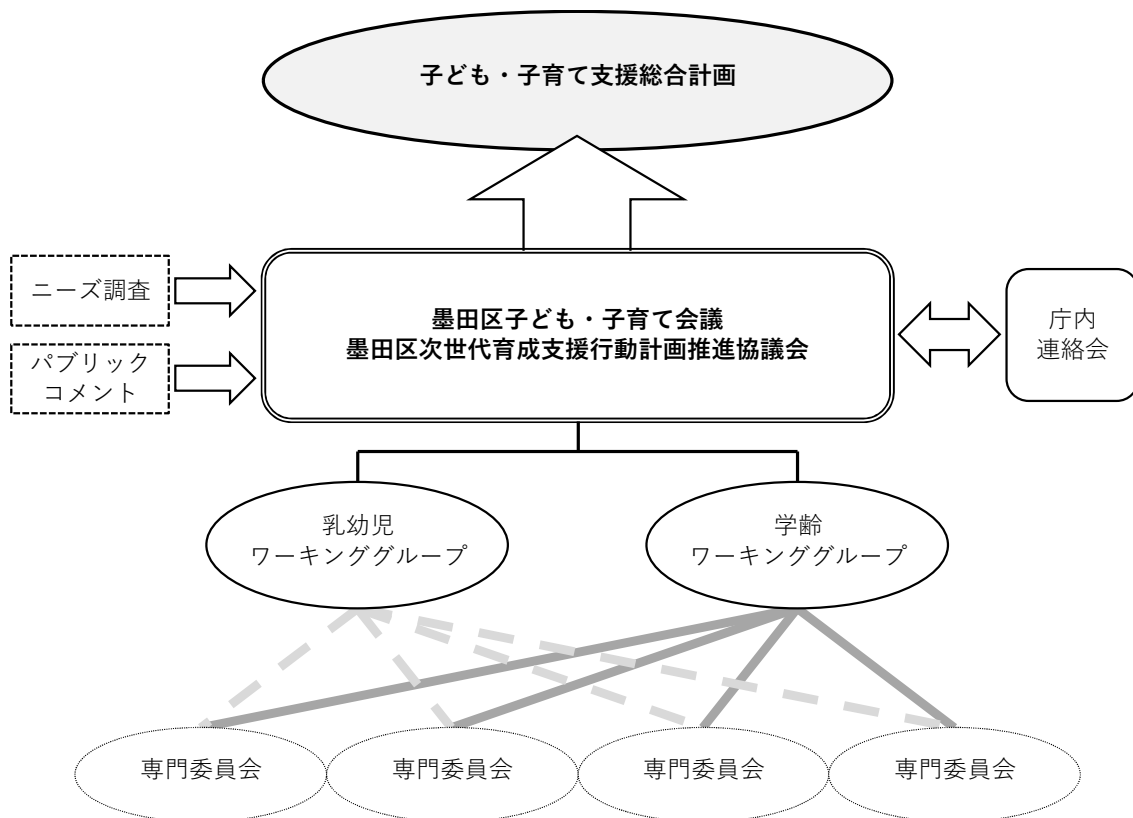 子ども・子育て支援総合計画
ニーズ調査
パブリック
コメント
墨田区子ども・子育て会議
墨田区次世代育成支援行動計画推進協議会
庁内
連絡会
乳幼児
ワーキンググループ
学齢
ワーキンググループ
専門委員会
専門委員会
専門委員会
専門委員会